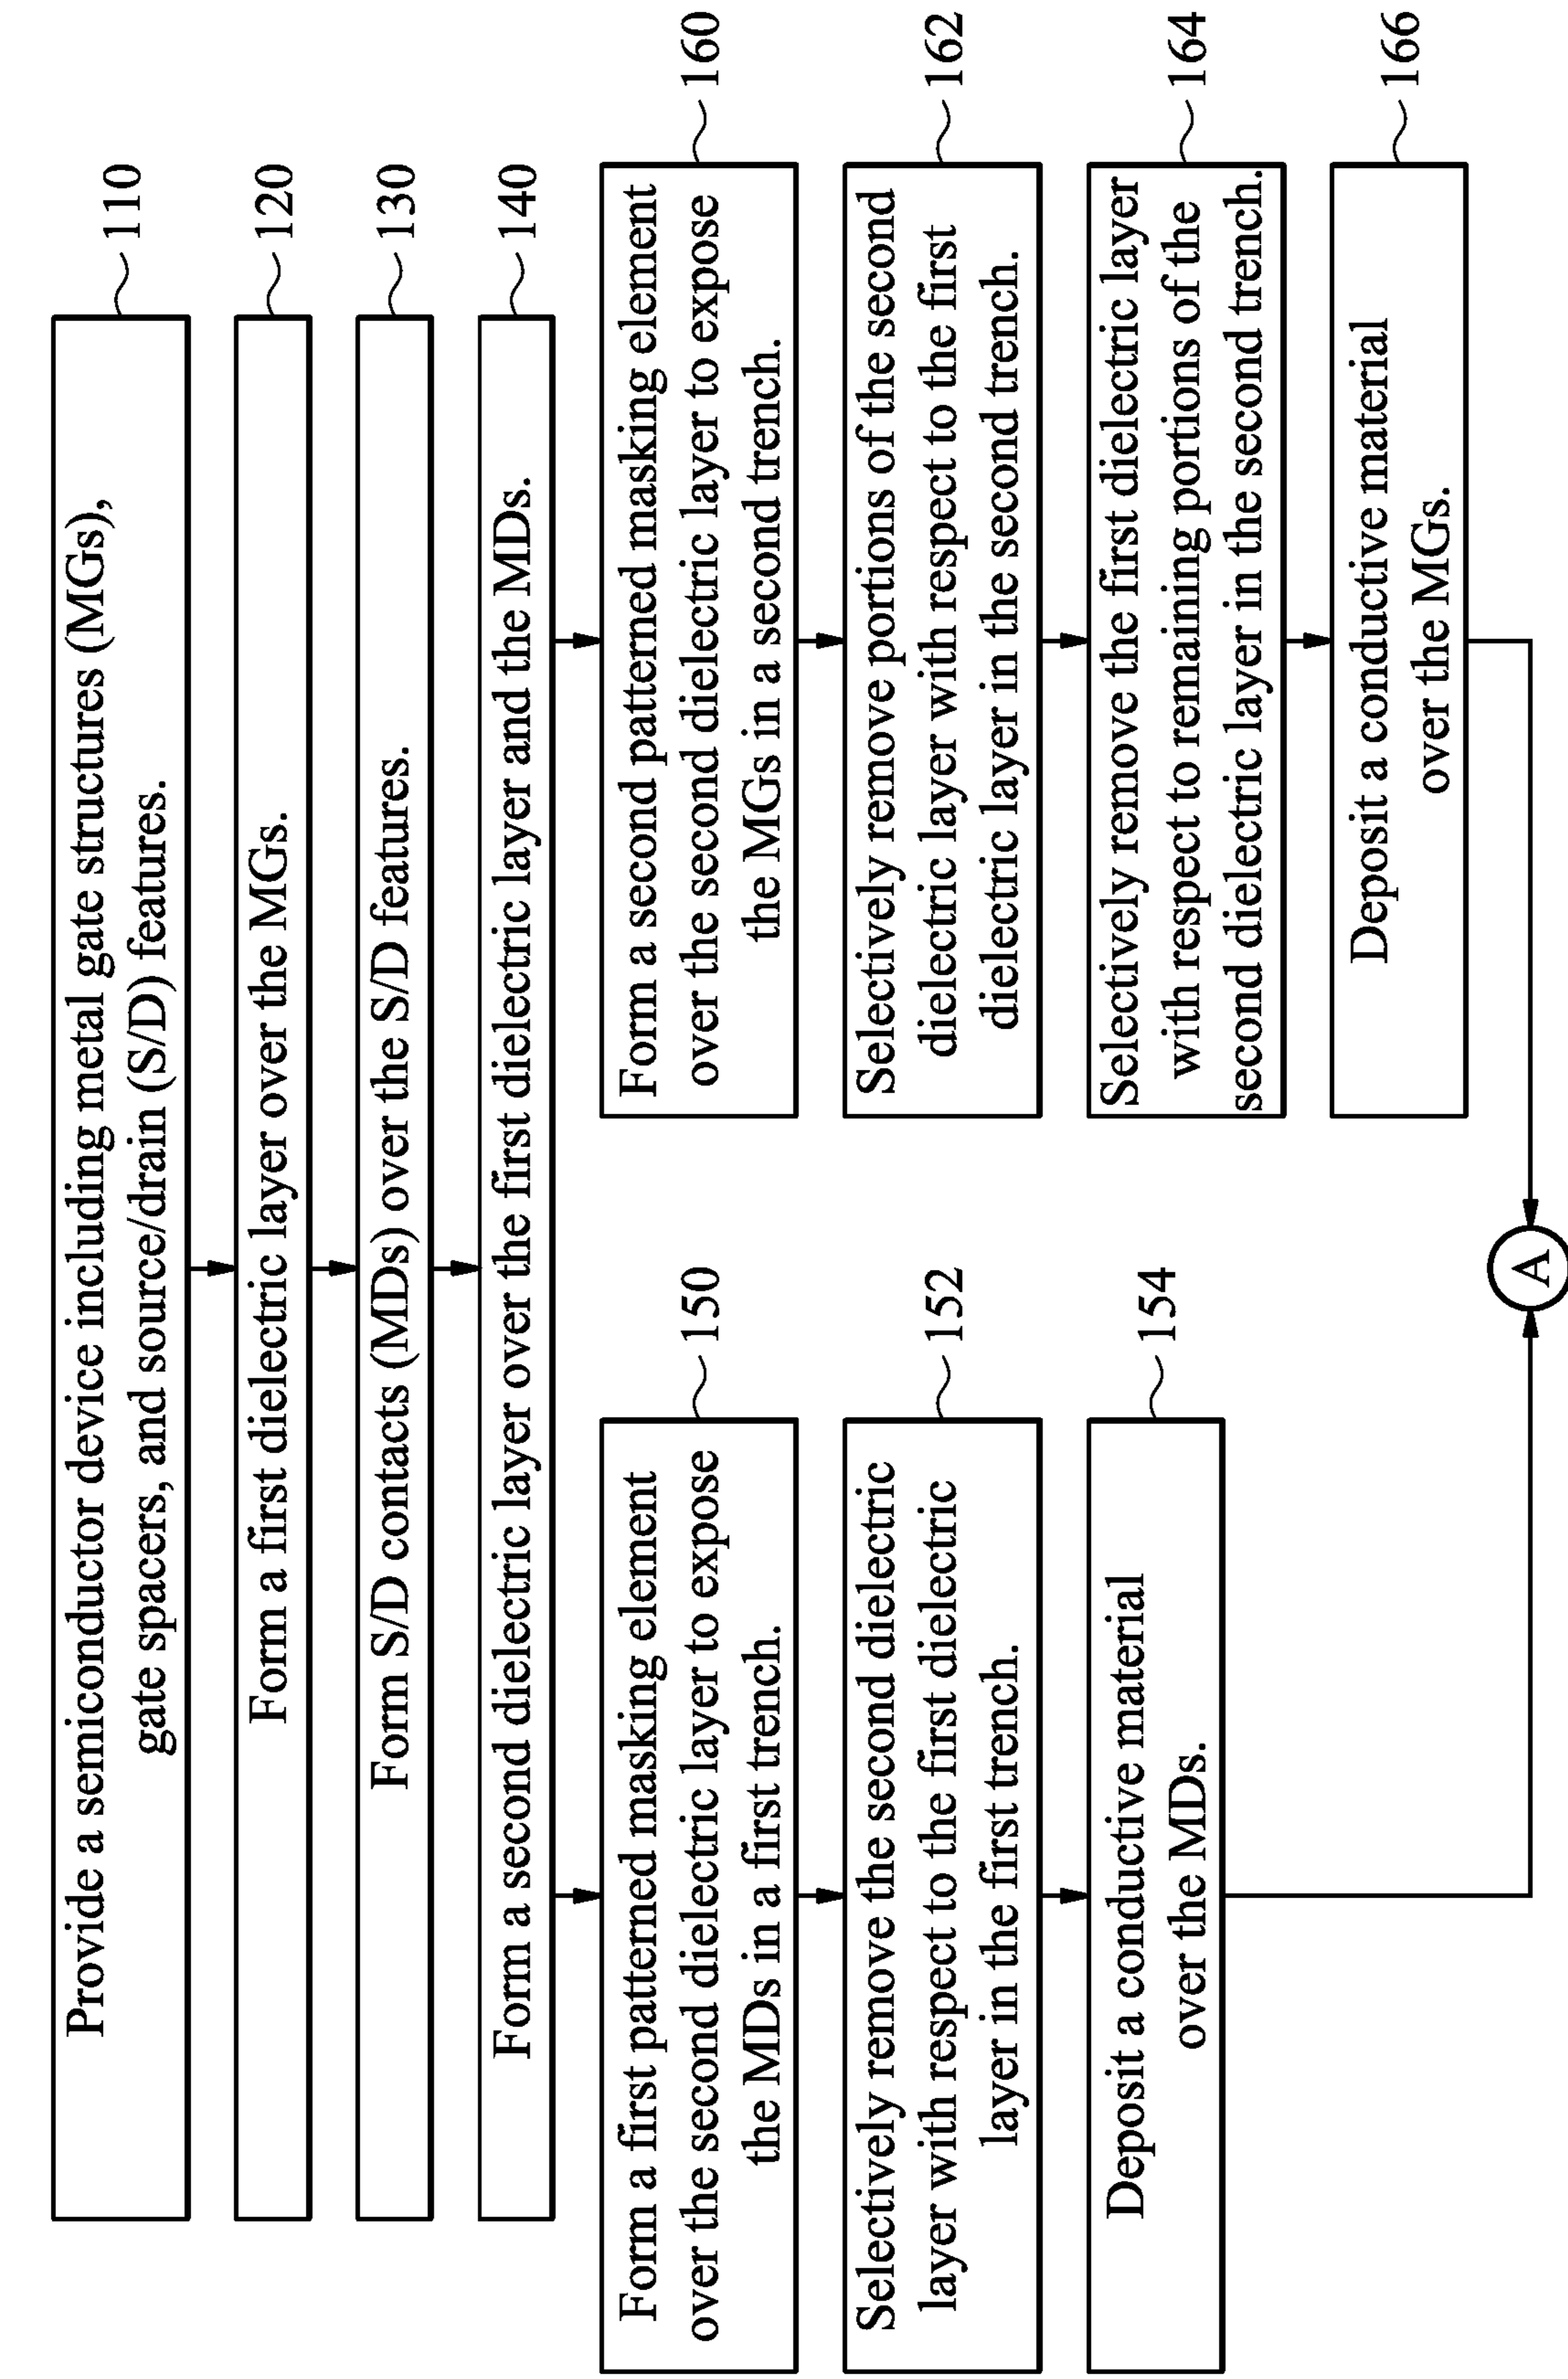 Provide a semiconductor device including metal gate structures (MGs),
gate spacers, and source/drain (S/D) features.
110
Form a first dielectric layer over the MGs.
120
Form S/D contacts (MDs) over the S/D features.
130
Form a second dielectric layer over the first dielectric layer and the MDs.
140
Form a first patterned masking element
over the second dielectric layer to expose
the MDs in a first trench.
150
Selectively remove the second dielectric
layer with respect to the first dielectric
layer in the first trench.
152
Deposit a conductive material
over the MDs.
154
Form a second patterned masking element
over the second dielectric layer to expose
the MGs in a second trench.
160
Selectively remove portions of the second
dielectric layer with respect to the first
dielectric layer in the second trench.
162
Selectively remove the first dielectric layer
with respect to remaining portions of the
second dielectric layer in the second trench.
164
Deposit a conductive material
over the MGs.
166
A